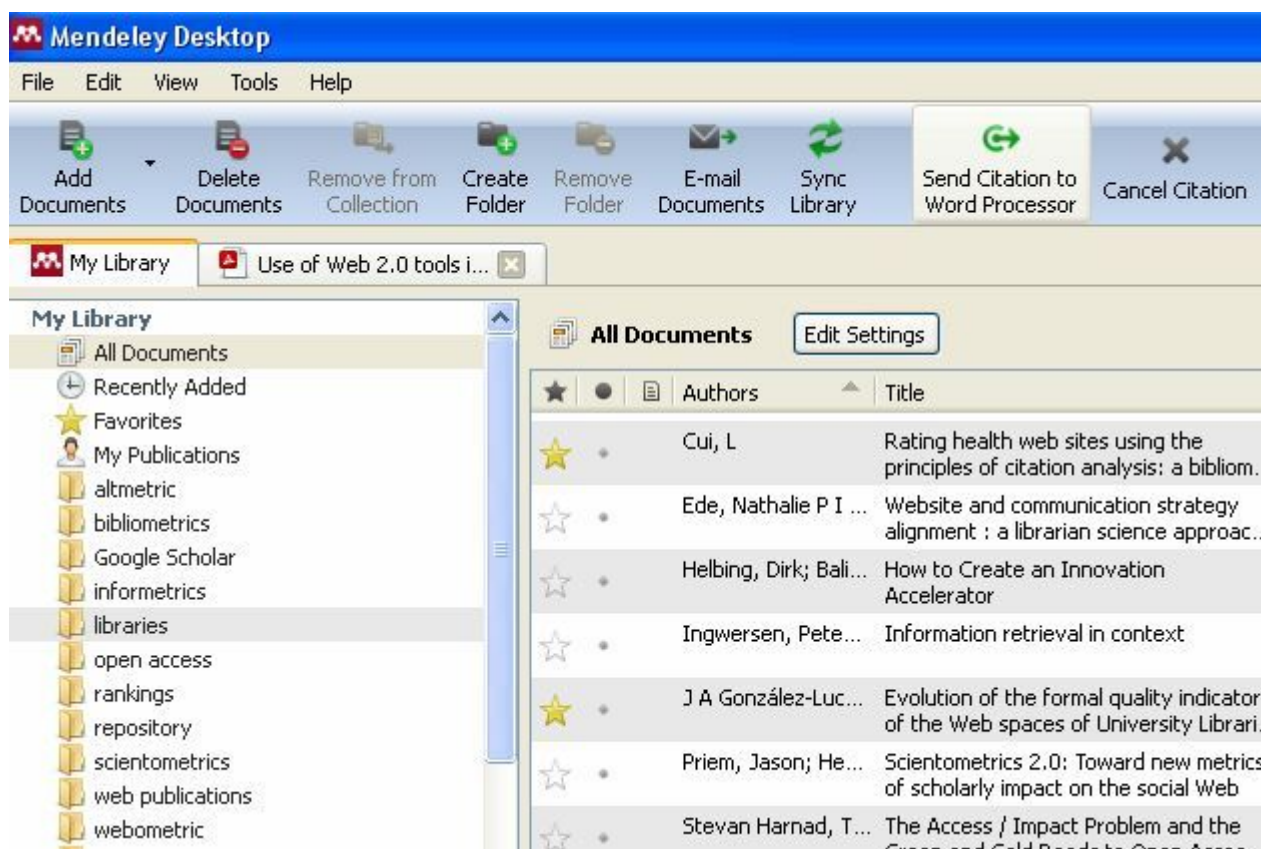 Mendeley Desktop
File Edit View Tools Help
Add Documents
Delete Documents
Remove from Collection
Create Folder
Remove Folder
E-mail Documents
Sync Library
Send Citation to Word Processor
Cancel Citation
My Library
Use of Web 2.0 tools i...
My Library
All Documents
Recently Added
Favorites
My Publications
altmetric
bibliometrics
Google Scholar
informetrics
libraries
open access
rankings
repository
scientometrics
web publications
webometric
All Documents Edit Settings
Authors Title
Cui, L Rating health web sites using the
principles of citation analysis: a bibliom.
Ede, Nathalie P I ... Website and communication strategy
alignment : a librarian science approac..
Helbing, Dirk; Bali... How to Create an Innovation
Accelerator
Ingwersen, Pete... Information retrieval in context
J A González-Luc... Evolution of the formal quality indicator
of the Web spaces of University Librari.
Priem, Jason; He... Scientometrics 2.0: Toward new metrics
of scholarly impact on the social Web
Stevan Harnad, T... The Access / Impact Problem and the
Green and Gold Roads to Open Acces